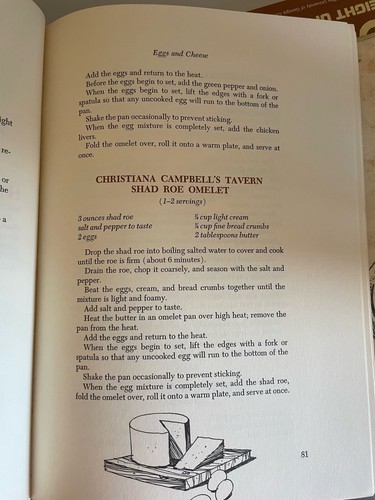 EIGHT
Eggs and Cheese
Add the eggs and return to the heat.
Before the eggs begin to set, add the green pepper and onion.
When the eggs begin to set, lift the edges with a fork or
spatula so that any uncooked egg will run to the bottom of the
pan.
Shake the pan occasionally to prevent sticking.
When the egg mixture is completely set, add the chicken
livers.
Fold the omelet over, roll it onto a warm plate, and serve at
once.
CHRISTIANA CAMPBELL'S TAVERN
SHAD ROE OMELET
(1-2 servings)
3 ounces shad roe
salt and pepper to taste
2 eggs
cup light cream
cup fine bread crumbs
2 tablespoons butter
Drop the shad roe into boiling salted water to cover and cook
until the roe is firm (about 6 minutes).
Drain the roe, chop it coarsely, and season with the salt and
pepper.
Beat the eggs, cream, and bread crumbs together until the
mixture is light and foamy.
Add salt and pepper to taste.
Heat the butter in an omelet pan over high heat; remove the
pan from the heat.
Add the eggs and return to the heat.
When the eggs begin to set, lift the edges with a fork or
spatula so that any uncooked egg will run to the bottom of the
pan.
Shake the pan occasionally to prevent sticking.
When the egg mixture is completely set, add the shad roe,
fold the omelet over, roll it onto a warm plate, and serve at once.
81